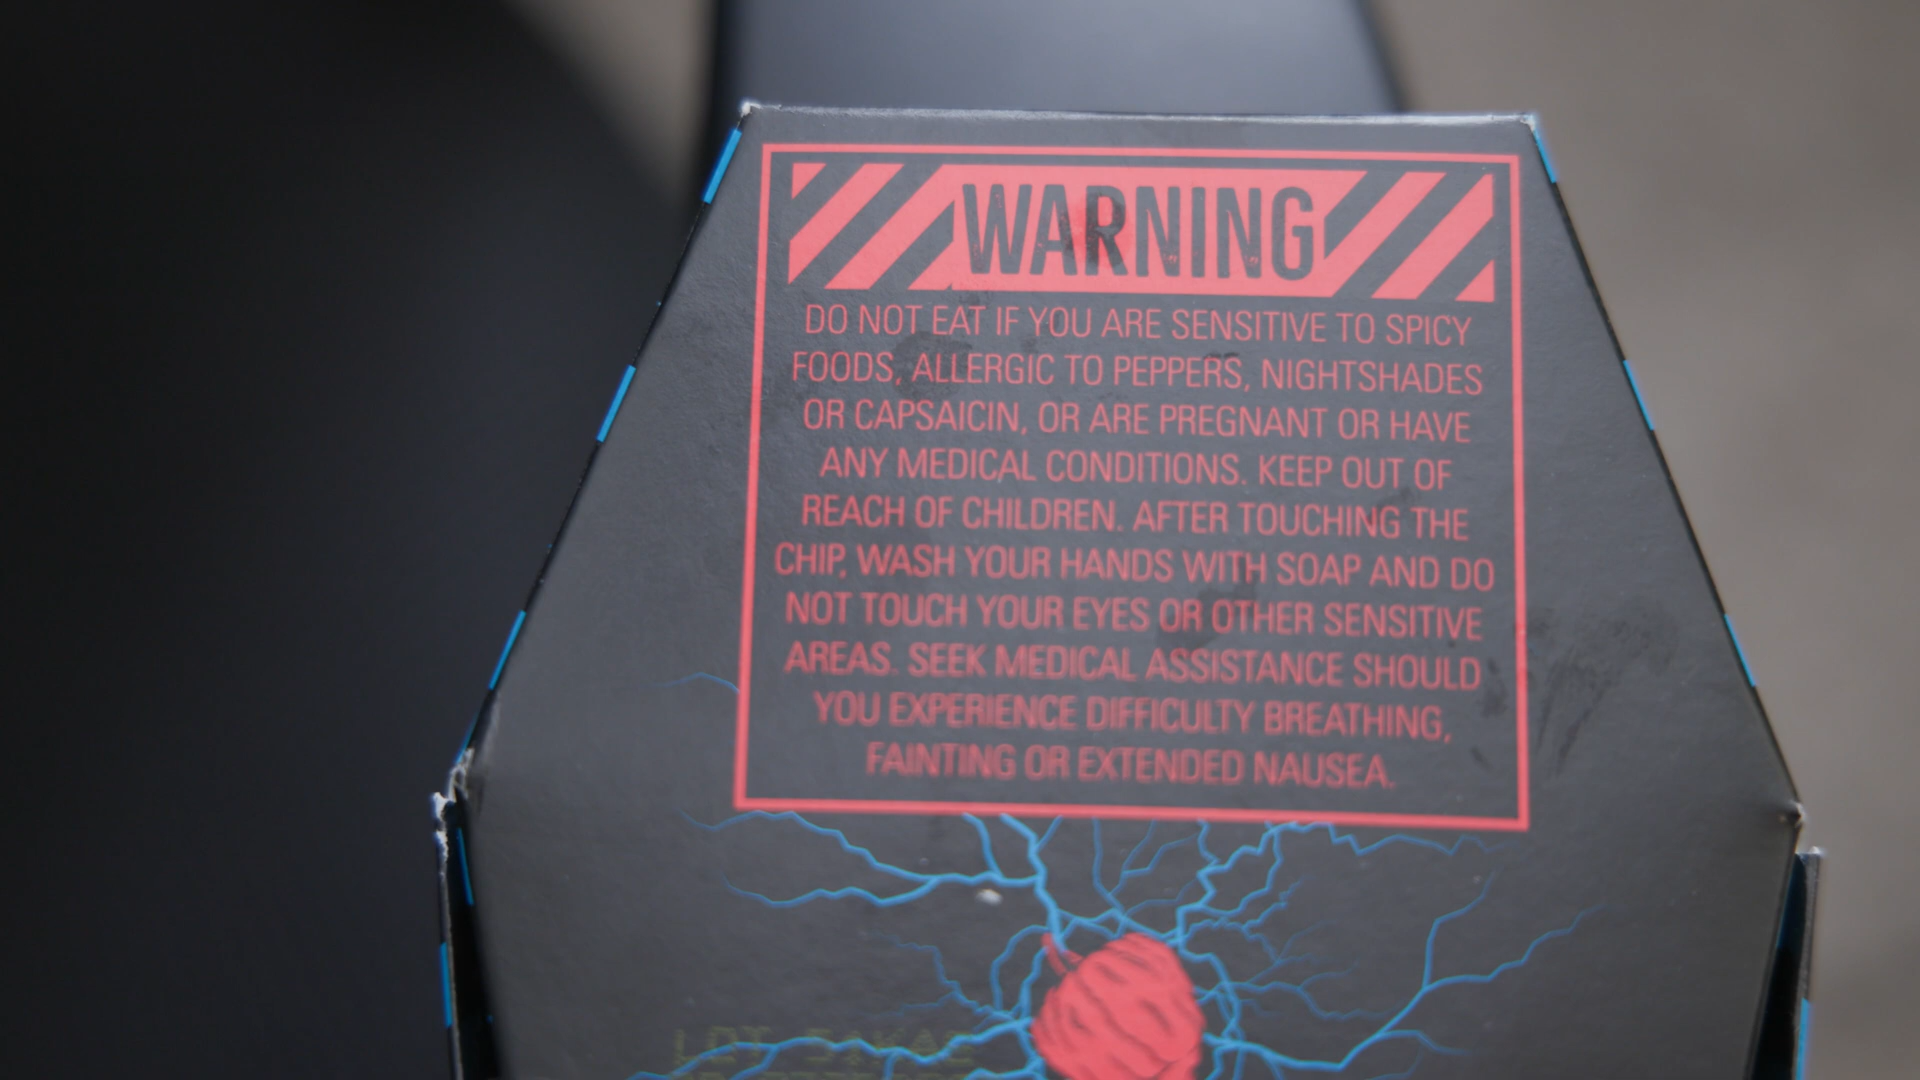 WARNING
DO NOT EAT IF YOU ARE SENSITIVE TO SPICY
FOODS, ALLERGIC TO PEPPERS, NIGHTSHADES
OR CAPSAICIN, OR ARE PREGNANT OR HAVE
ANY MEDICAL CONDITIONS. KEEP OUT OF
REACH OF CHILDREN. AFTER TOUCHING THE
CHIP, WASH YOUR HANDS WITH SOAP AND DO
NOT TOUCH YOUR EYES OR OTHER SENSITIVE
AREAS. SEEK MEDICAL ASSISTANCE SHOULD
YOU EXPERIENCE DIFFICULTY BREATHING,
FAINTING OR EXTENDED NAUSEA.
LOT